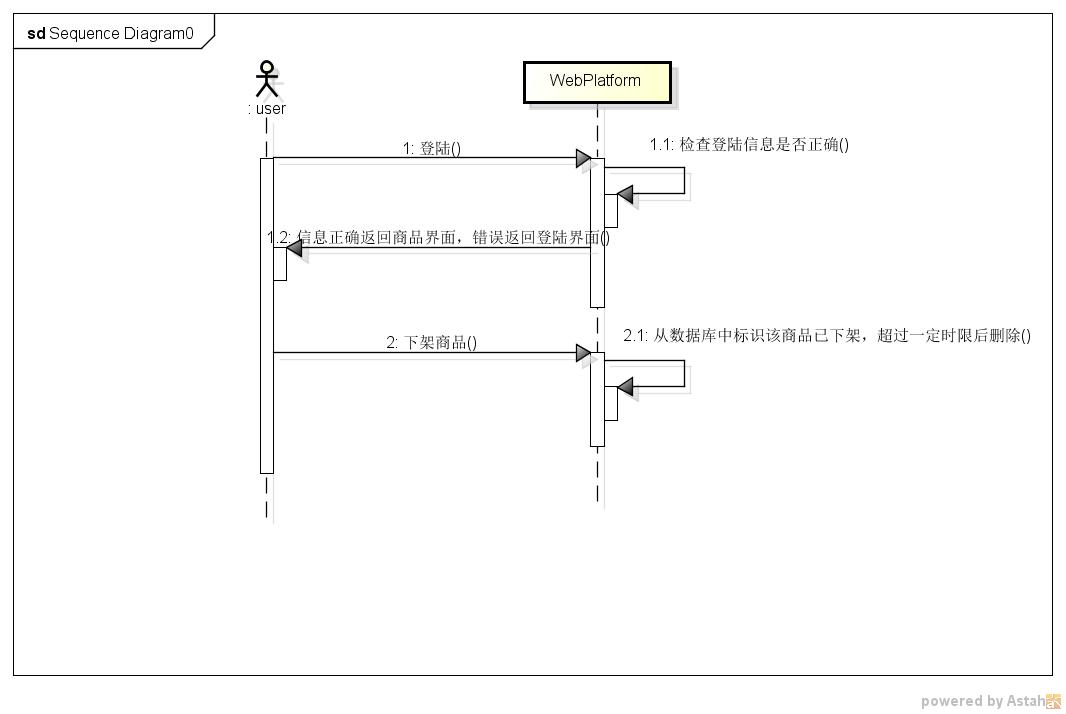 sd Sequence Diagram0
WebPlatform
: user
1: 登陆()
1.1: 检查登陆信息是否正确()
1.2: 信息正确返回商品界面，错误返回登陆界面()
2: 下架商品()
2.1: 从数据库中标识该商品已下架，超过一定时限后删除()
powered by Astah